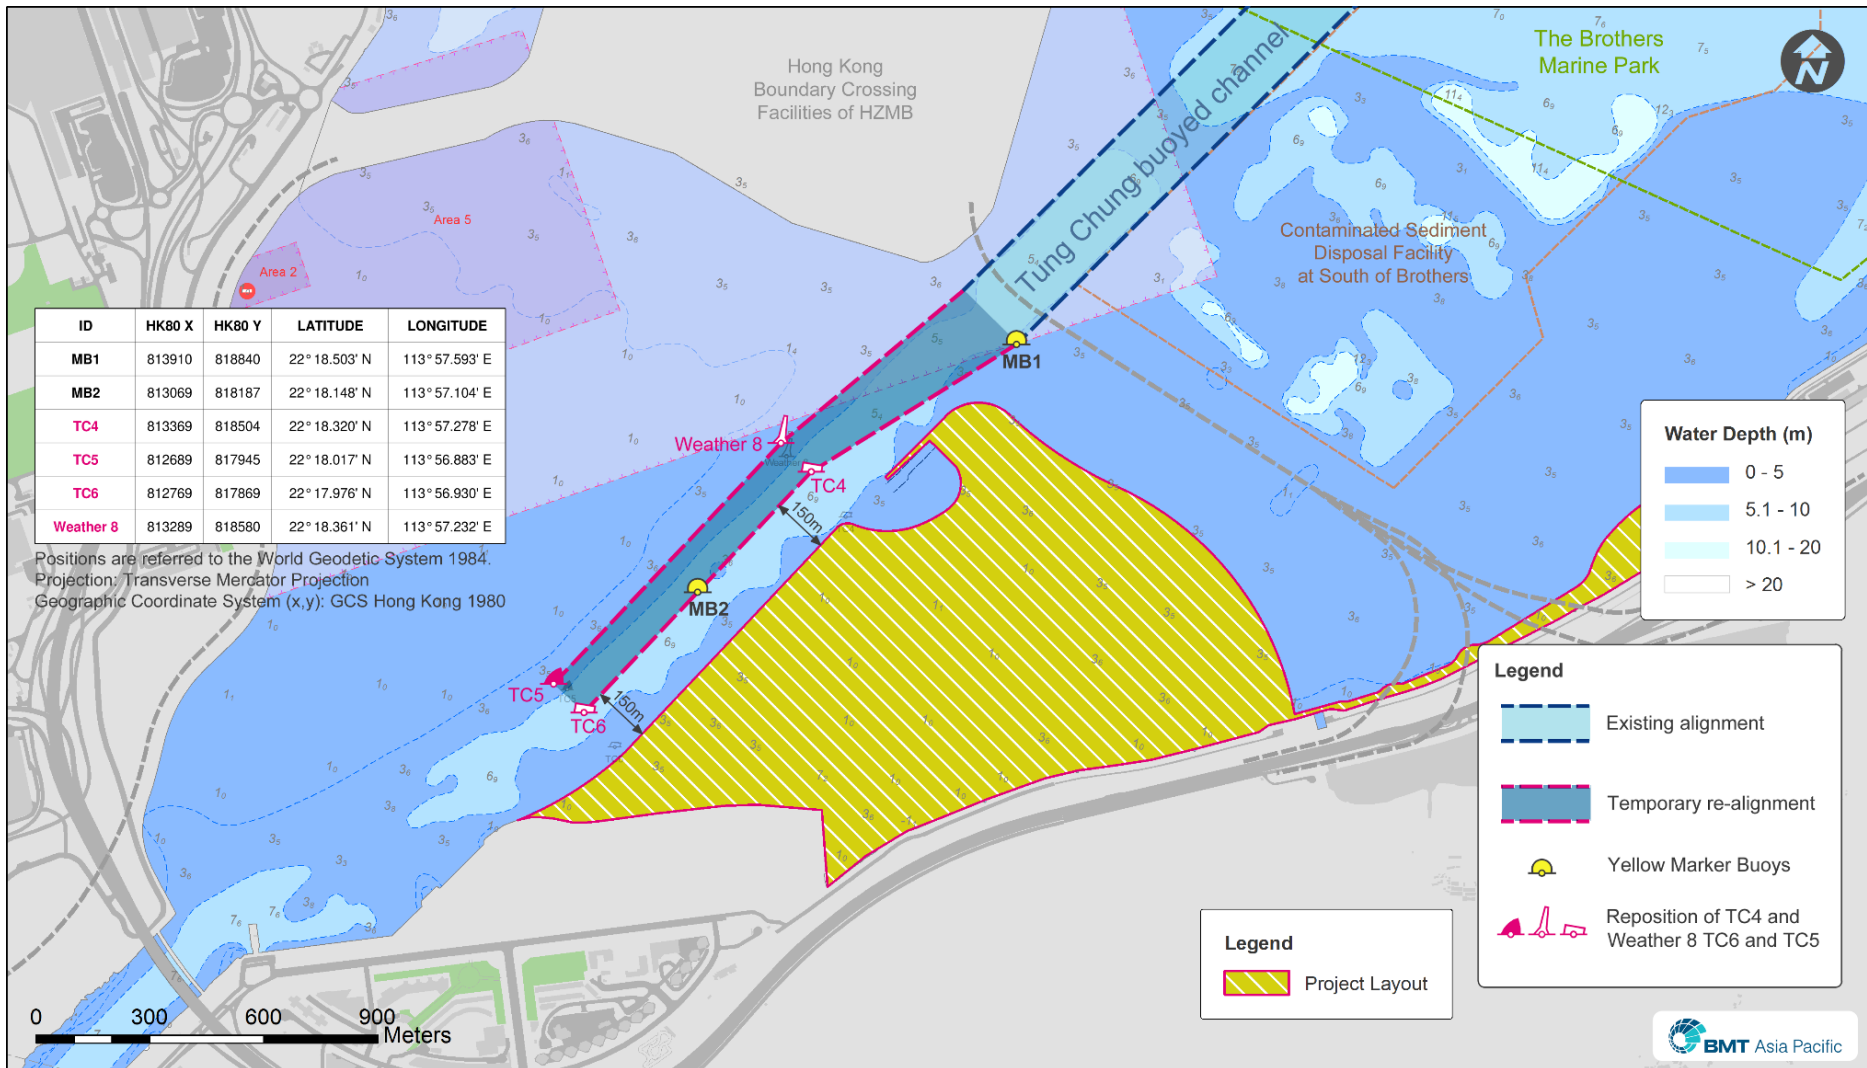 Hong Kong
Boundary Crossing
Facilities of HZMB
The Brothers
Marine Park
N
Tung Chung buoyed channel
Area 5
Area 2
Contaminated Sediment
Disposal Facility
at South of Brothers
ID HK80 X HK80 Y LATITUDE LONGITUDE
MB1 813910 818840 22° 18.503' N 113° 57.593' E
MB2 813069 818187 22° 18.148' N 113° 57.104' E
TC4 813369 818504 22° 18.320' N 113° 57.278' E
TC5 812689 817945 22° 18.017' N 113° 56.883' E
TC6 812769 817869 22° 17.976' N 113° 56.930' E
Weather 8 813289 818580 22° 18.361' N 113° 57.232' E
Positions are referred to the World Geodetic System 1984.
Projection: Transverse Mercator Projection
Geographic Coordinate System (x,y): GCS Hong Kong 1980
MB1
Weather 8
TC4
150m
MB2
TC5
TC6
150m
Water Depth (m)
0 - 5
5.1 - 10
10.1 - 20
> 20
Legend
Existing alignment
Temporary re-alignment
Yellow Marker Buoys
Reposition of TC4 and
Weather 8 TC6 and TC5
Legend
Project Layout
0 300 600 900
Meters
BMT Asia Pacific